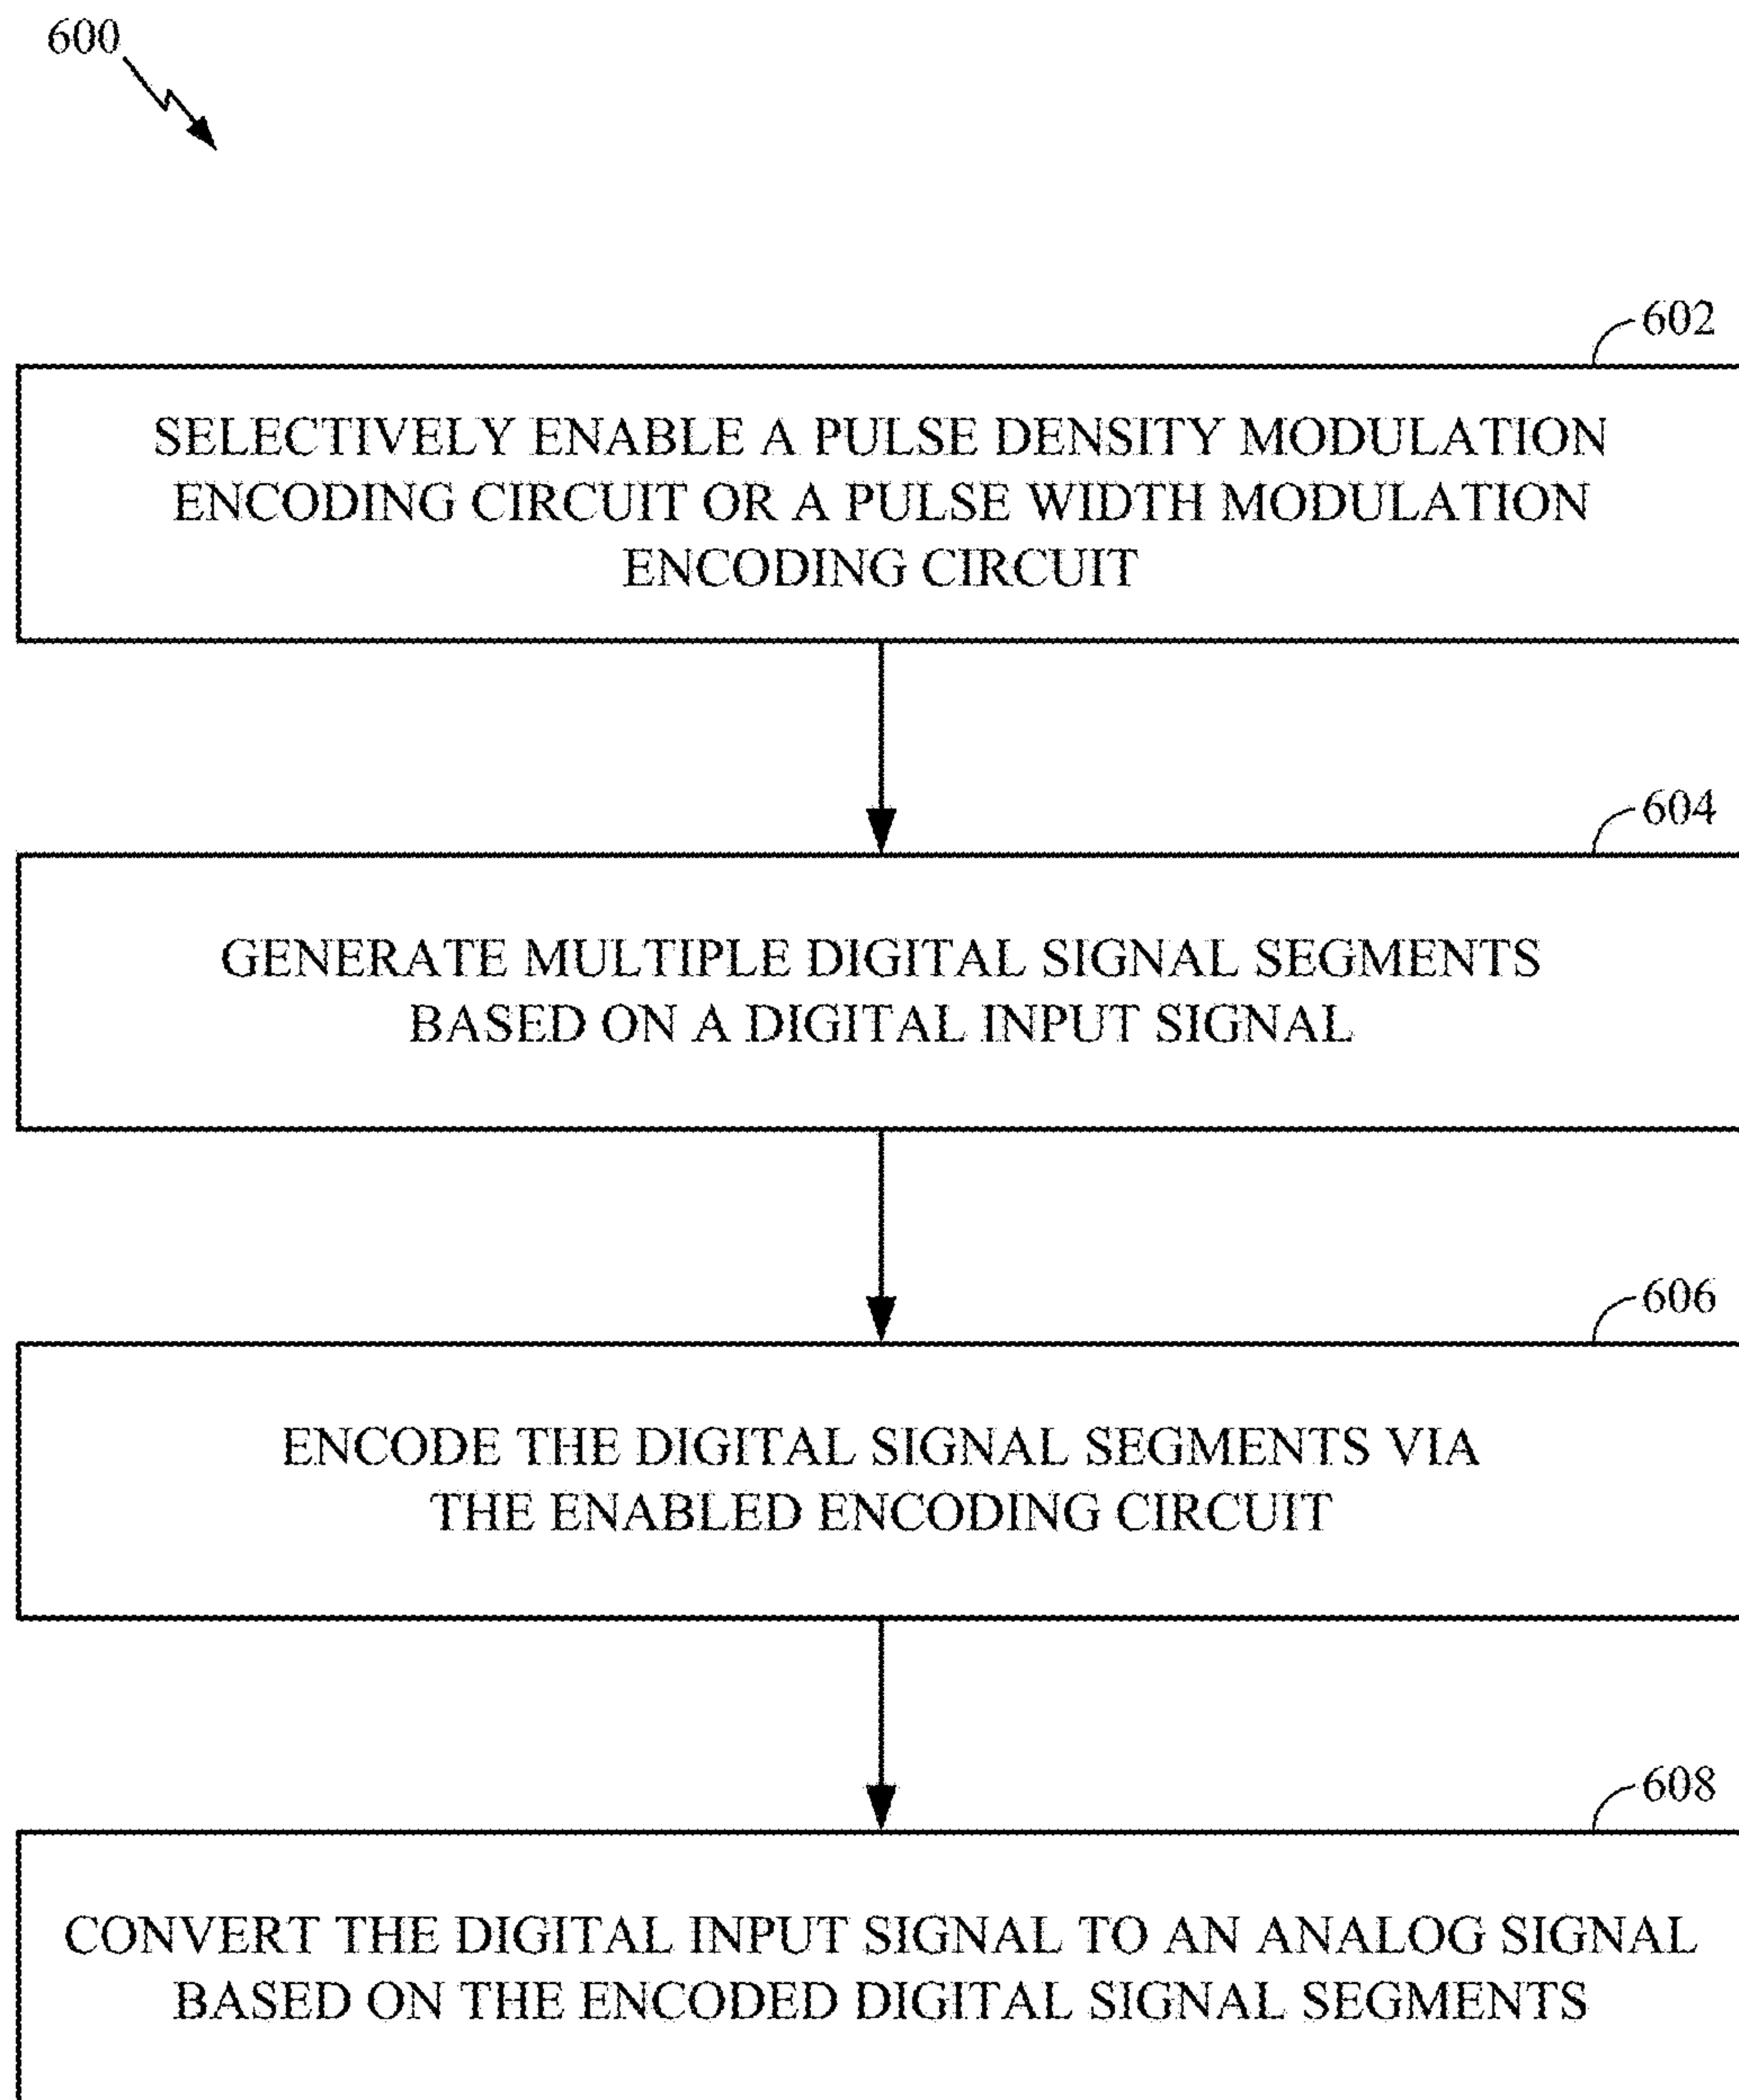 600
602
SELECTIVELY ENABLE A PULSE DENSITY MODULATION
ENCODING CIRCUIT OR A PULSE WIDTH MODULATION
ENCODING CIRCUIT
604
GENERATE MULTIPLE DIGITAL SIGNAL SEGMENTS
BASED ON A DIGITAL INPUT SIGNAL
606
ENCODE THE DIGITAL SIGNAL SEGMENTS VIA
THE ENABLED ENCODING CIRCUIT
608
CONVERT THE DIGITAL INPUT SIGNAL TO AN ANALOG SIGNAL
BASED ON THE ENCODED DIGITAL SIGNAL SEGMENTS